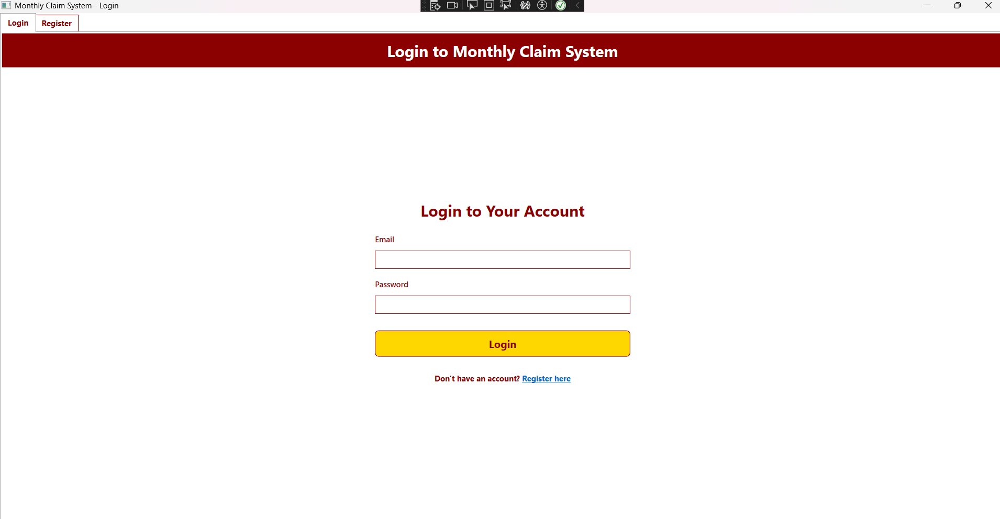 Monthly Claim System - Login
Login
Register
Login to Monthly Claim System
Login to Your Account
Email
Password
Login
Don't have an account? Register here